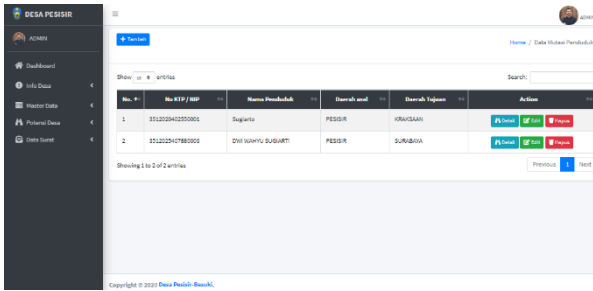 DESA PESISIR
ADMIN
ADMIN
Dashboard
Info Desa
Master Data
Potensi Desa
Data Surat
+ Tambah
Home / Data Mutasi Penduduk
Show 10 entries
Search:
No. No KTP / NIP Nama Penduduk Daerah asal Daerah Tujuan Action
1 Sugiarto PESISIR KRAKSAAN Detail Edit Hapus
2 DWI WAHYU SUGIARTI PESISIR SURABAYA Detail Edit Hapus
Showing 1 to 2 of 2 entries
Previous 1 Next
Copyright © 2020 Desa Pesisir-Besuki.